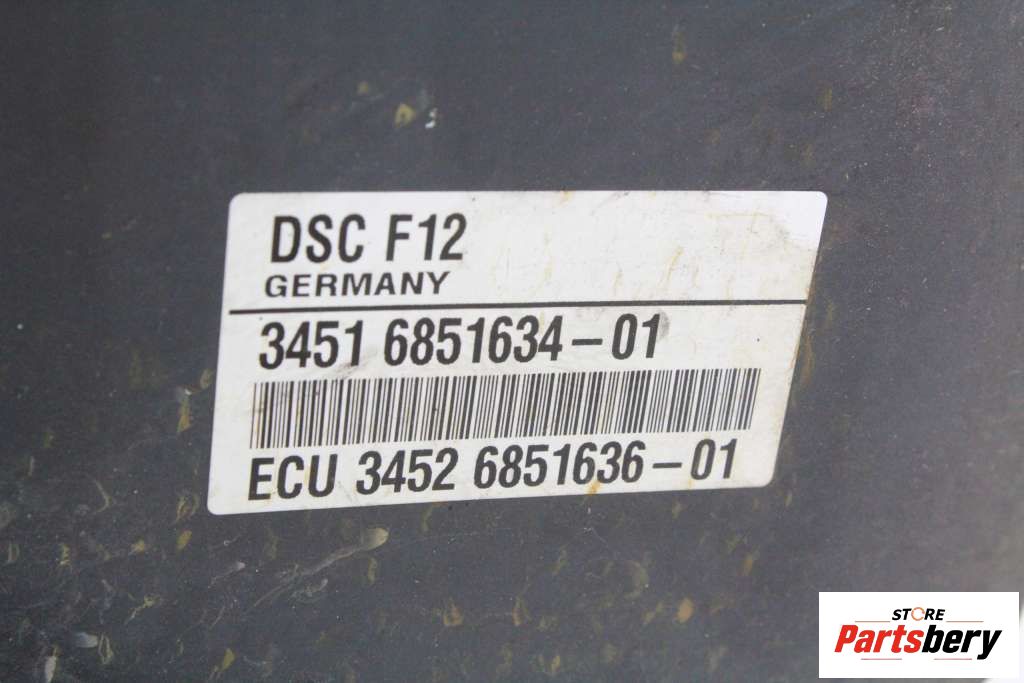 DSC F12
GERMANY
3451 6851634-01
ECU 3452 6851636-01
STORE
Partsbery